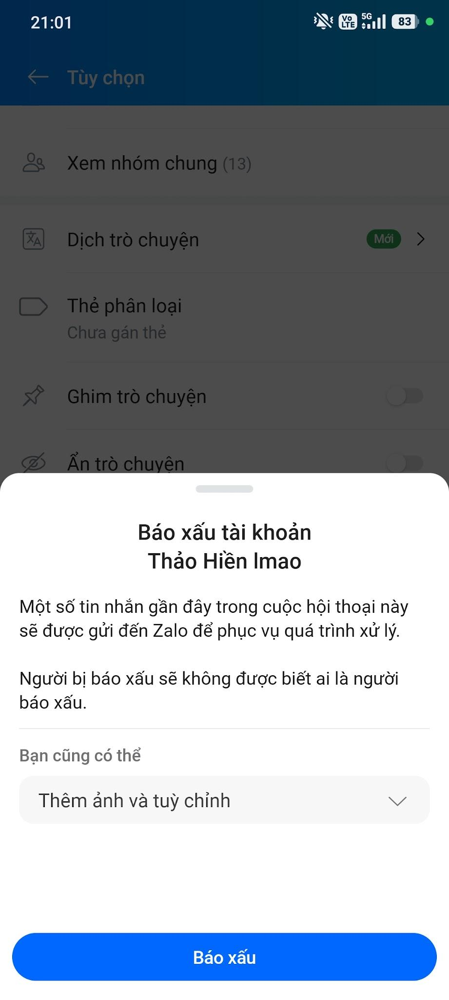 21:01
Vo LTE 5G 83
Tùy chọn
Xem nhóm chung (13)
Dịch trò chuyện Mới
Thẻ phân loại
Chưa gán thẻ
Ghim trò chuyện
Ẩn trò chuyện
Báo xấu tài khoản
Thảo Hiền lmao
Một số tin nhắn gần đây trong cuộc hội thoại này
sẽ được gửi đến Zalo để phục vụ quá trình xử lý.
Người bị báo xấu sẽ không được biết ai là người
báo xấu.
Bạn cũng có thể
Thêm ảnh và tuỳ chỉnh
Báo xấu